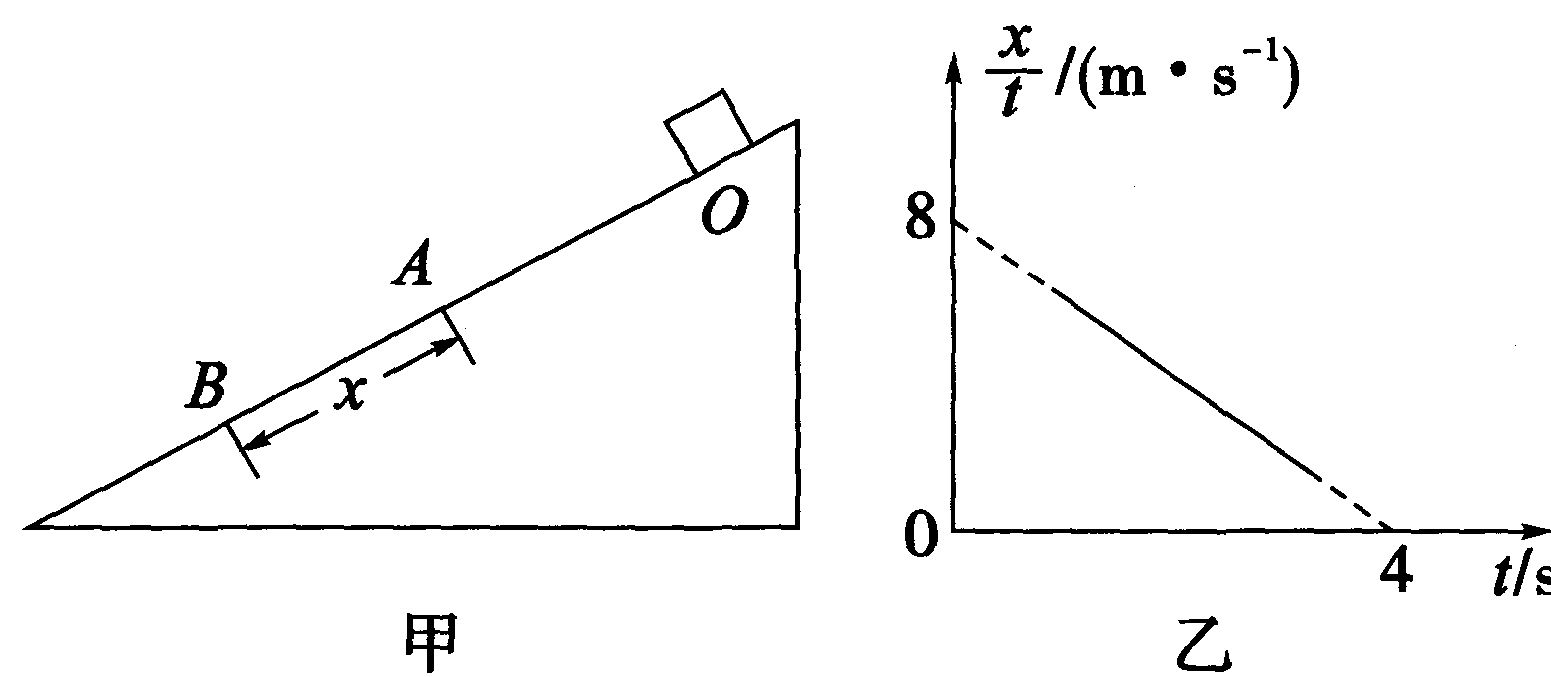 O
A
B
x
甲
x/t /(m · s⁻¹)
8
0
4
t/s
乙